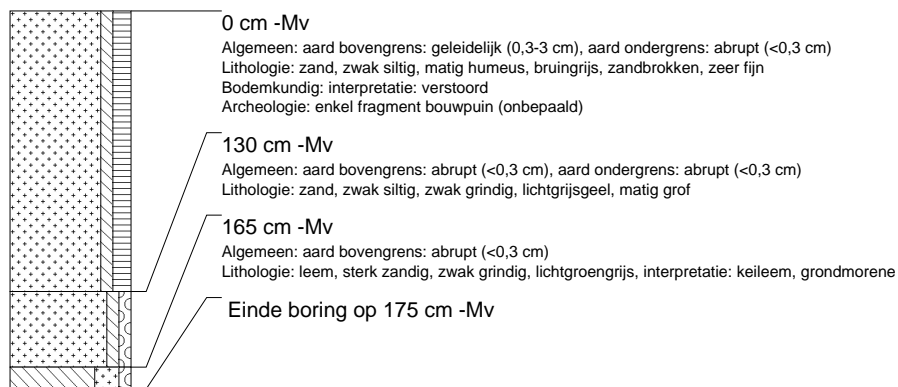 0 cm -Mv
Algemeen: aard bovengrens: geleidelijk (0,3-3 cm), aard ondergrens: abrupt (<0,3 cm)
Lithologie: zand, zwak siltig, matig humeus, bruingrijs, zandbrokken, zeer fijn
Bodemkundig: interpretatie: verstoord
Archeologie: enkel fragment bouwpuin (onbepaald)
130 cm -Mv
Algemeen: aard bovengrens: abrupt (<0,3 cm), aard ondergrens: abrupt (<0,3 cm)
Lithologie: zand, zwak siltig, zwak grindig, lichtgrijsgeel, matig grof
165 cm -Mv
Algemeen: aard bovengrens: abrupt (<0,3 cm)
Lithologie: leem, sterk zandig, zwak grindig, lichtgroengrijs, interpretatie: keileem, grondmorene
Einde boring op 175 cm -Mv